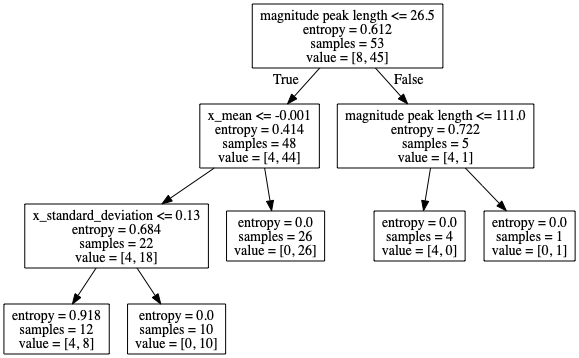 magnitude peak length <= 26.5
entropy = 0.612
samples = 53
value = [8, 45]
True
False
x_mean <= -0.001
entropy = 0.414
samples = 48
value = [4, 44]
magnitude peak length <= 111.0
entropy = 0.722
samples = 5
value = [4, 1]
x_standard_deviation <= 0.13
entropy = 0.684
samples = 22
value = [4, 18]
entropy = 0.0
samples = 26
value = [0, 26]
entropy = 0.0
samples = 4
value = [4, 0]
entropy = 0.0
samples = 1
value = [0, 1]
entropy = 0.918
samples = 12
value = [4, 8]
entropy = 0.0
samples = 10
value = [0, 10]